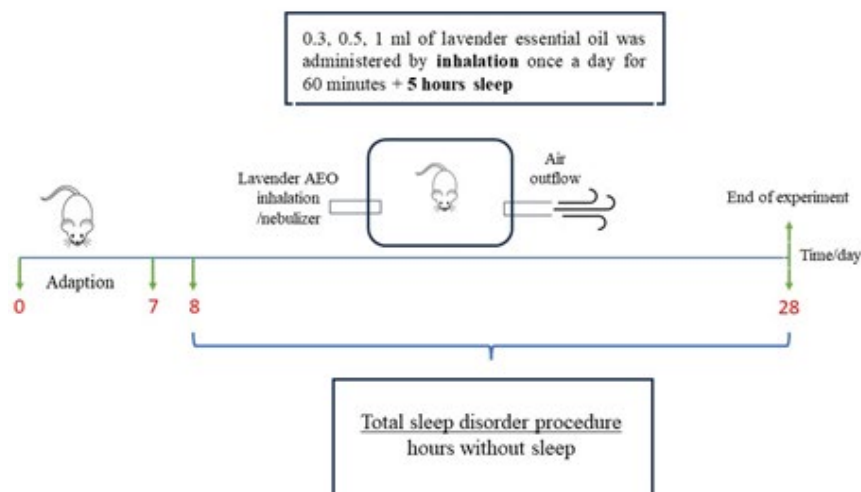 0.3, 0.5, 1 ml of lavender essential oil was
administered by inhalation once a day for
60 minutes + 5 hours sleep
Lavender AEO
inhalation
/nebulizer
Air
outflow
End of experiment
Time/day
Adaption
0
7
8
28
Total sleep disorder procedure
hours without sleep